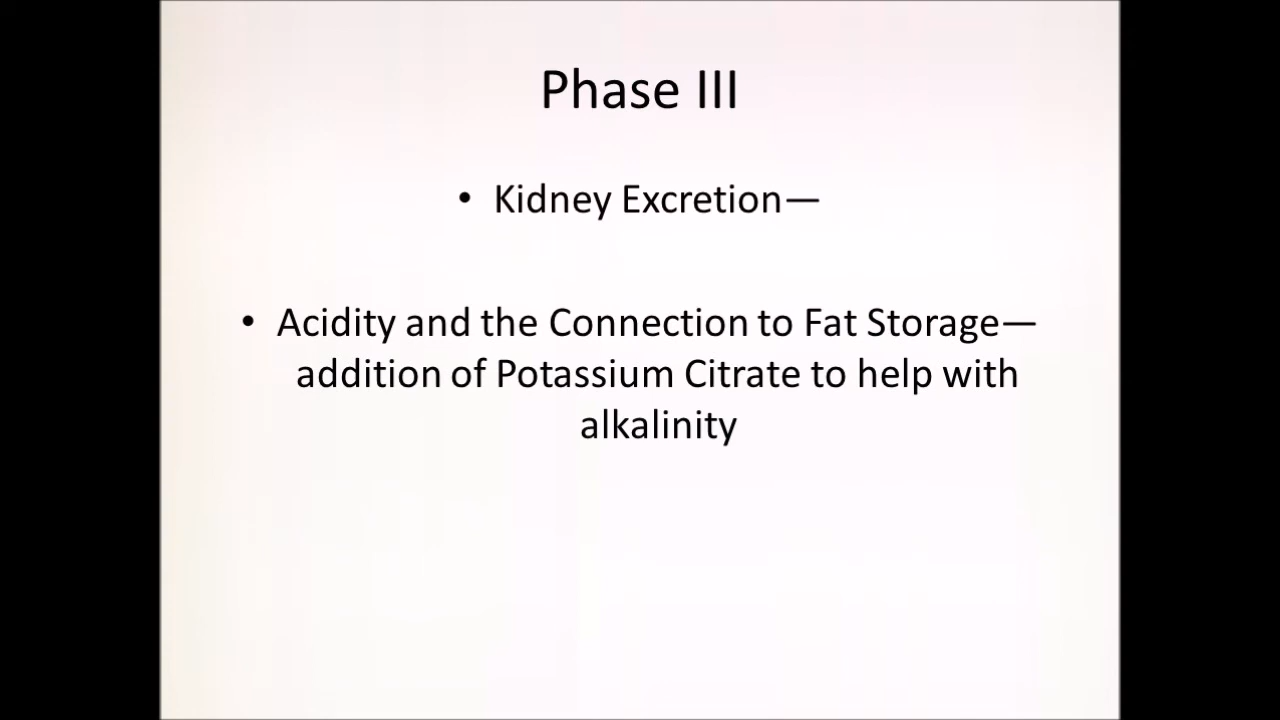 Phase III
• Kidney Excretion—
• Acidity and the Connection to Fat Storage—
addition of Potassium Citrate to help with
alkalinity